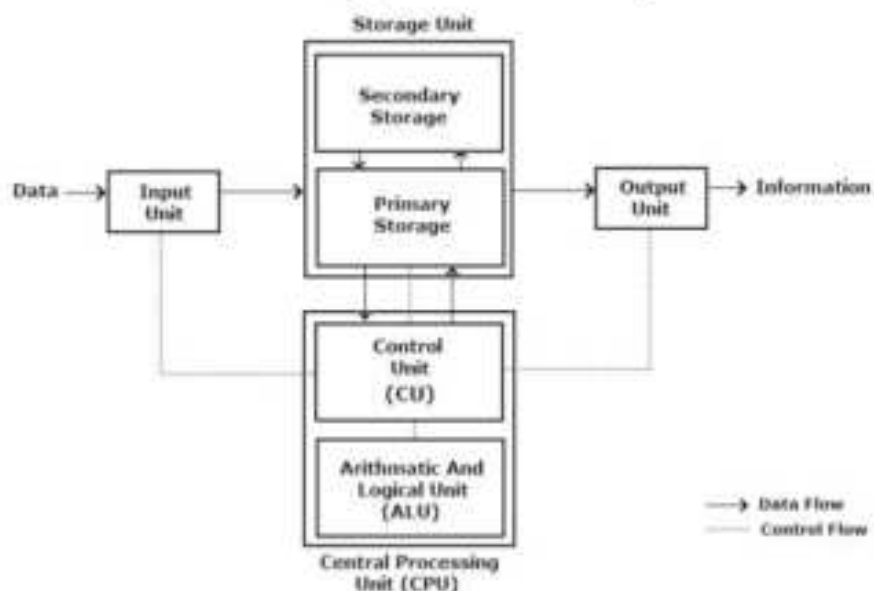 Storage Unit
Secondary
Storage
Data
Input
Unit
Primary
Storage
Output
Unit
Information
Control
Unit
(CU)
Arithmatic And
Logical Unit
(ALU)
Data Flow
Control Flow
Central Processing
Unit (CPU)